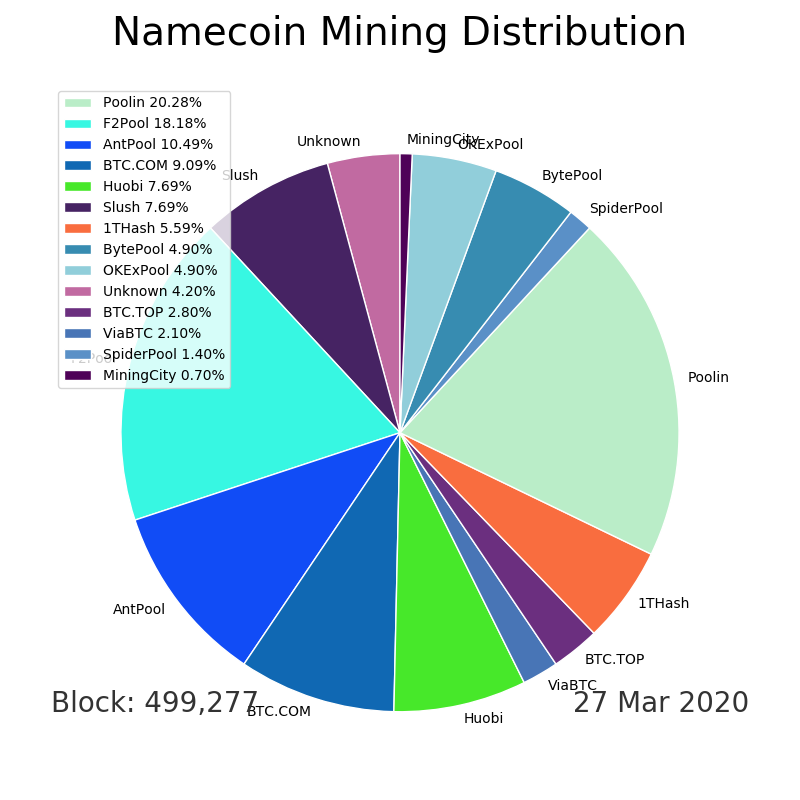 Namecoin Mining Distribution
Poolin 20.28%
F2Pool 18.18%
AntPool 10.49%
BTC.COM 9.09%
Huobi 7.69%
Slush 7.69%
1THash 5.59%
BytePool 4.90%
OKExPool 4.90%
Unknown 4.20%
BTC.TOP 2.80%
ViaBTC 2.10%
SpiderPool 1.40%
MiningCity 0.70%
Unknown
MiningCity
OKExPool
Slush
BytePool
SpiderPool
F2Pool
Poolin
1THash
AntPool
BTC.TOP
ViaBTC
BTC.COM
Huobi
Block: 499,277
27 Mar 2020